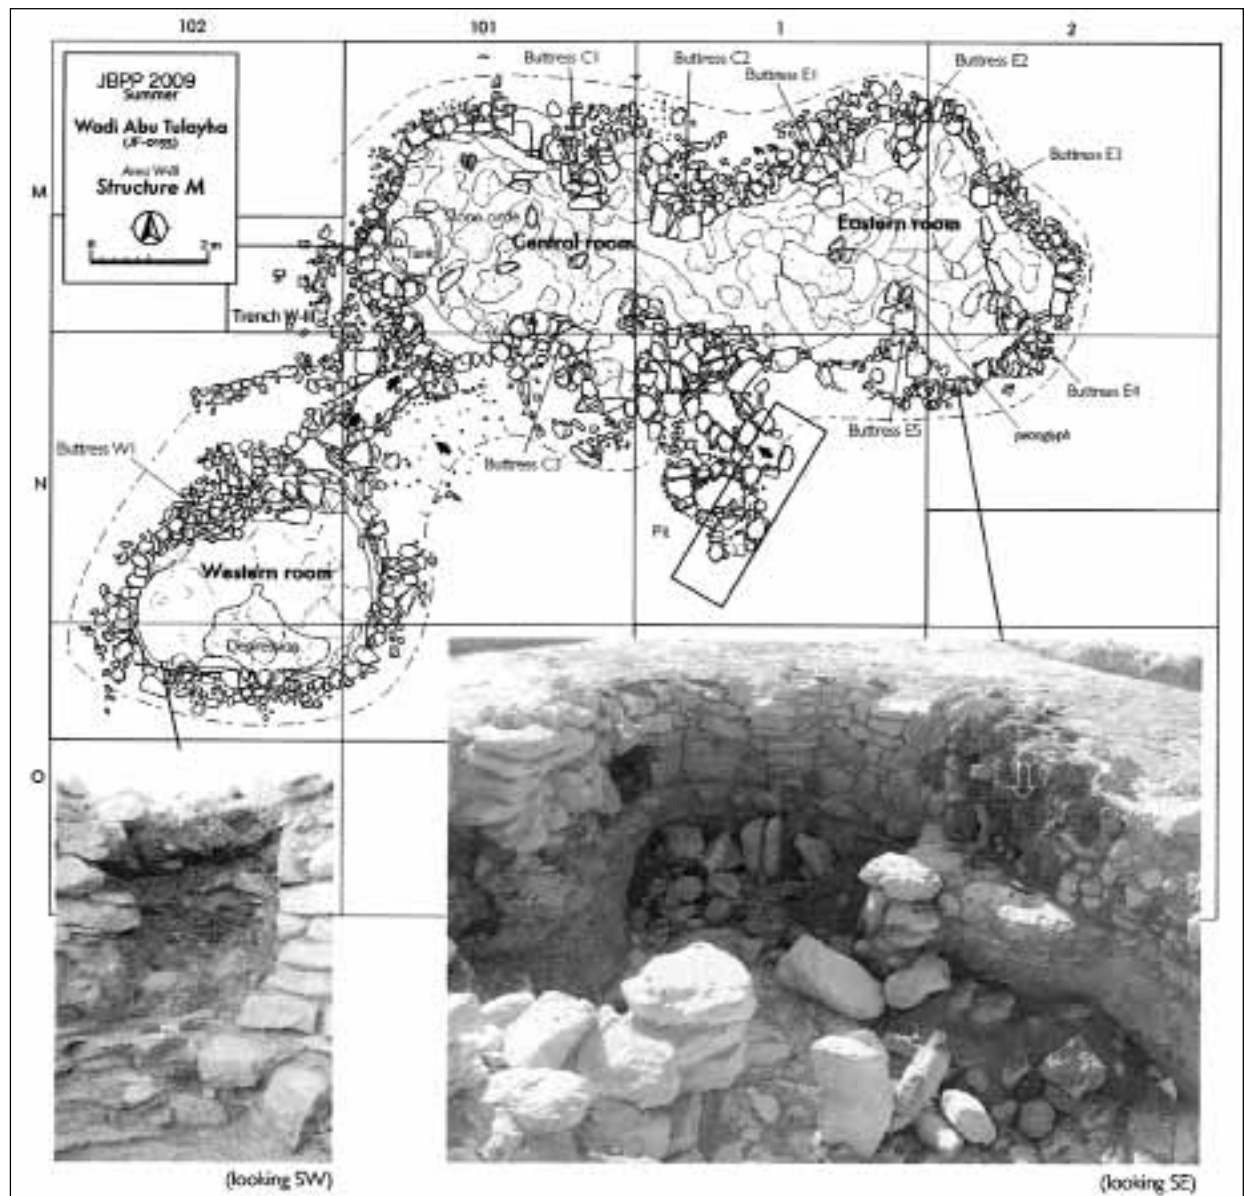 102
101
1
2
JBPP 2009
Summer
Wadi Abu Tulayha
Structure M
0
2 m
Buttress C1
Buttress C2
Buttress E1
Buttress E2
Buttress E3
M
Stone circle
Tank
Central room
Eastern room
Trench W-III
Buttress E4
Buttress W1
Buttress C3
Buttress E5
petroglyph
N
Pit
Western room
Depression
O
(looking SW)
(looking SE)